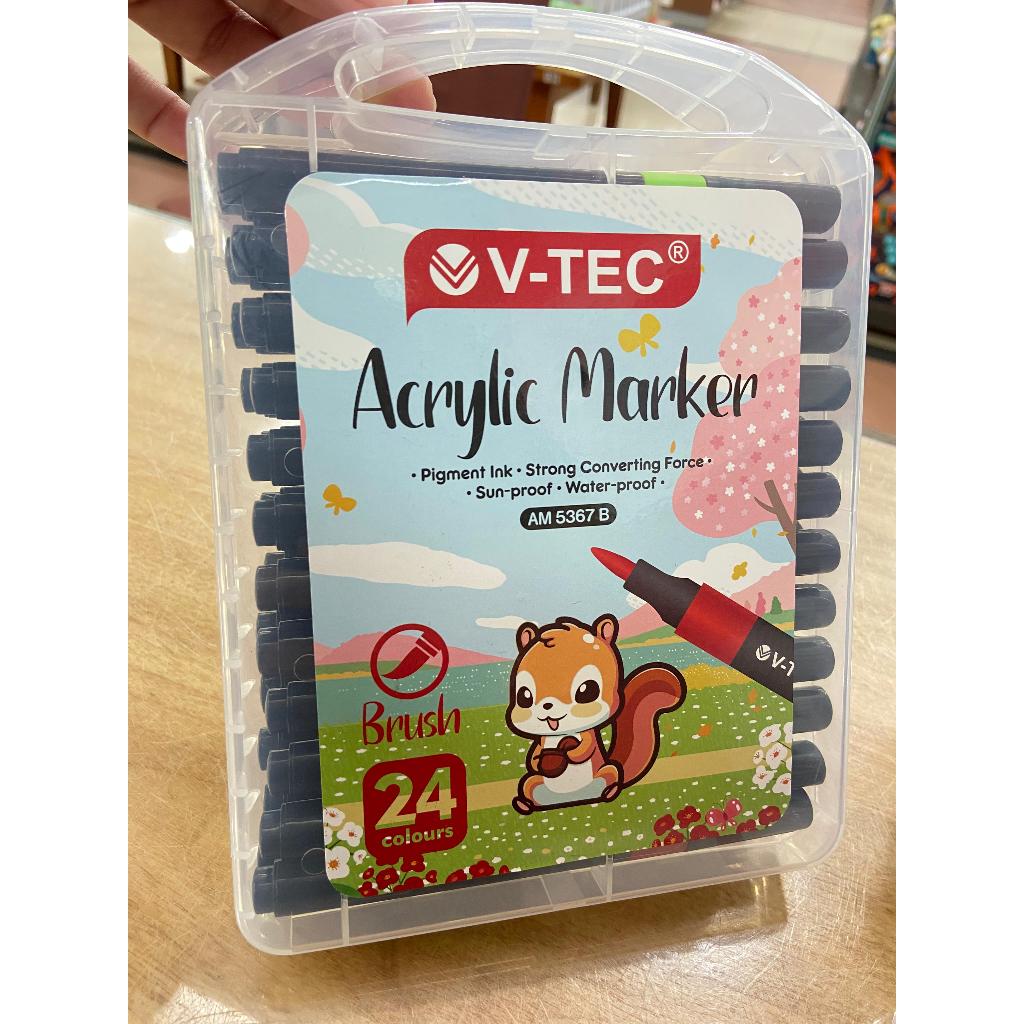 V-TEC®
Acrylic Marker
· Pigment Ink · Strong Converting Force ·
· Sun-proof · Water-proof ·
AM 5367 B
V-T
Brush
24
colours